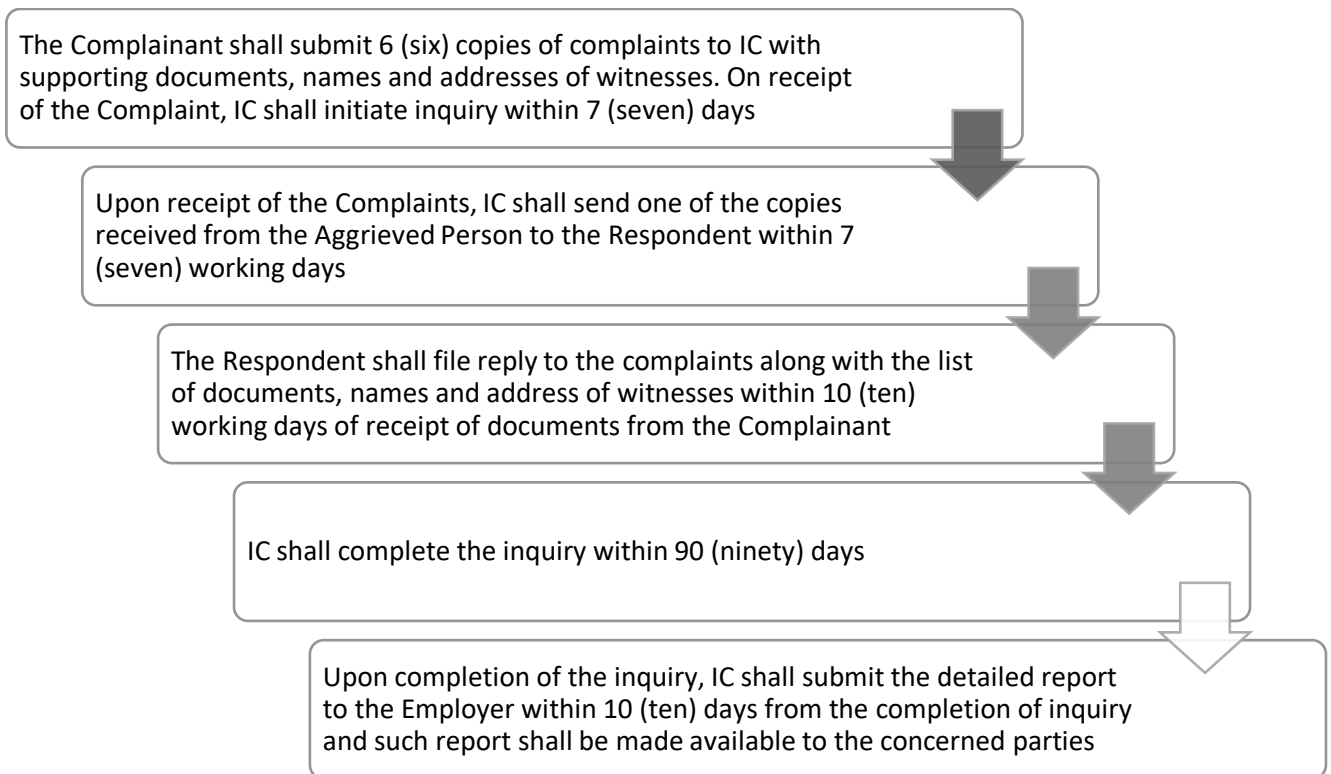 The Complainant shall submit 6 (six) copies of complaints to IC with
supporting documents, names and addresses of witnesses. On receipt
of the Complaint, IC shall initiate inquiry within 7 (seven) days
Upon receipt of the Complaints, IC shall send one of the copies
received from the Aggrieved Person to the Respondent within 7
(seven) working days
The Respondent shall file reply to the complaints along with the list
of documents, names and address of witnesses within 10 (ten)
working days of receipt of documents from the Complainant
IC shall complete the inquiry within 90 (ninety) days
Upon completion of the inquiry, IC shall submit the detailed report
to the Employer within 10 (ten) days from the completion of inquiry
and such report shall be made available to the concerned parties